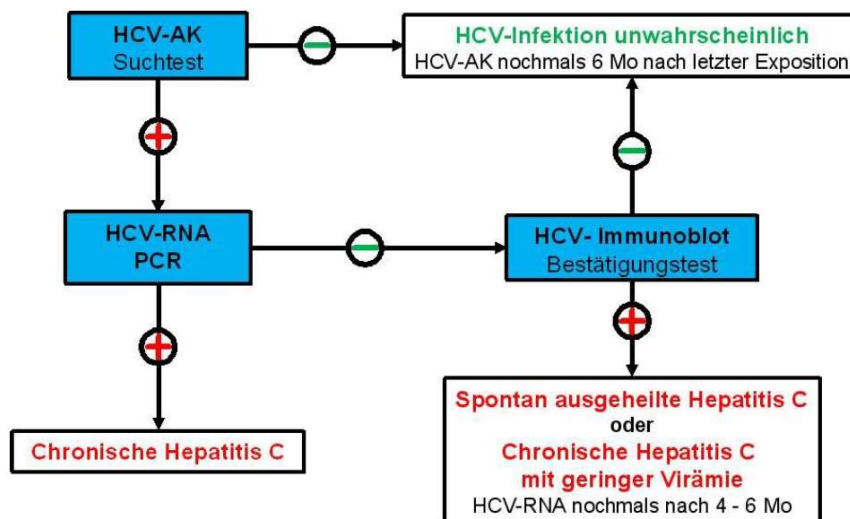 HCV-AK
Suchtest
HCV-Infektion unwahrscheinlich
HCV-AK nochmals 6 Mo nach letzter Exposition
HCV-RNA
PCR
HCV- Immunoblot
Bestätigungstest
Chronische Hepatitis C
Spontan ausgeheilte Hepatitis C
oder
Chronische Hepatitis C
mit geringer Virämie
HCV-RNA nochmals nach 4 - 6 Mo